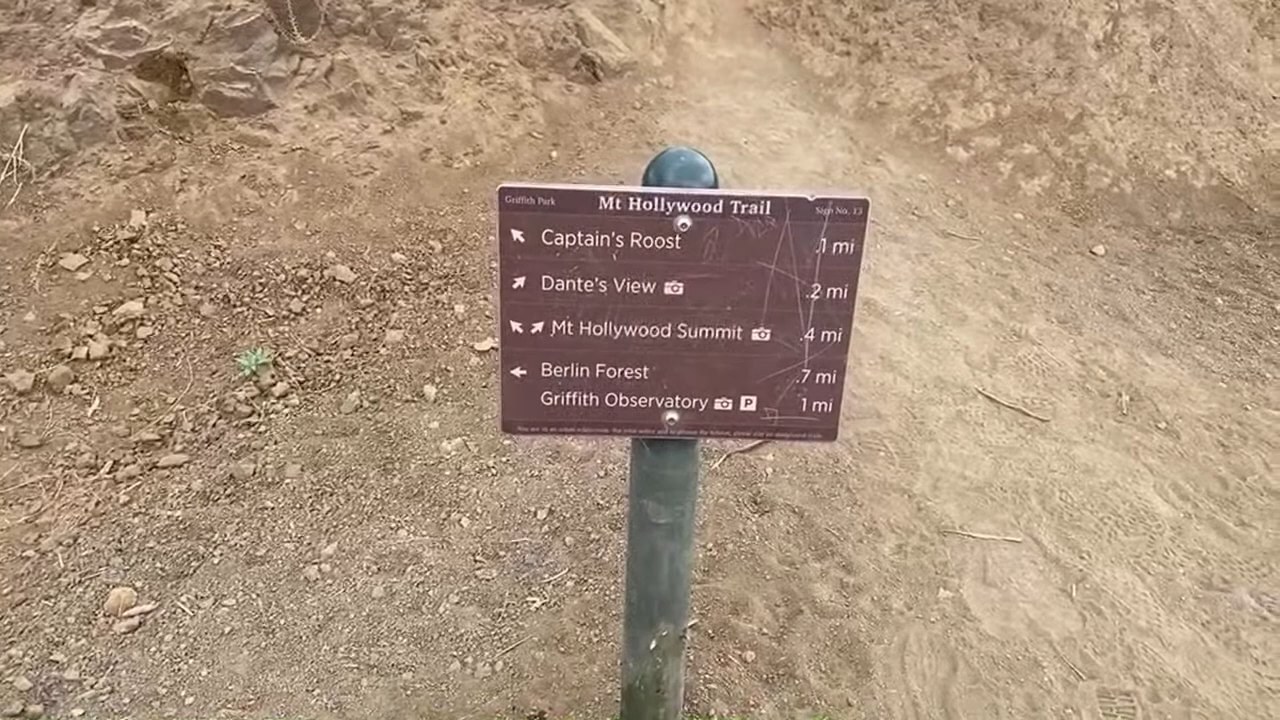 Griffith Park Mt Hollywood Trail Sign No. 13
Captain's Roost .1 mi
Dante's View .2 mi
Mt Hollywood Summit .4 mi
Berlin Forest .7 mi
Griffith Observatory P 1 mi